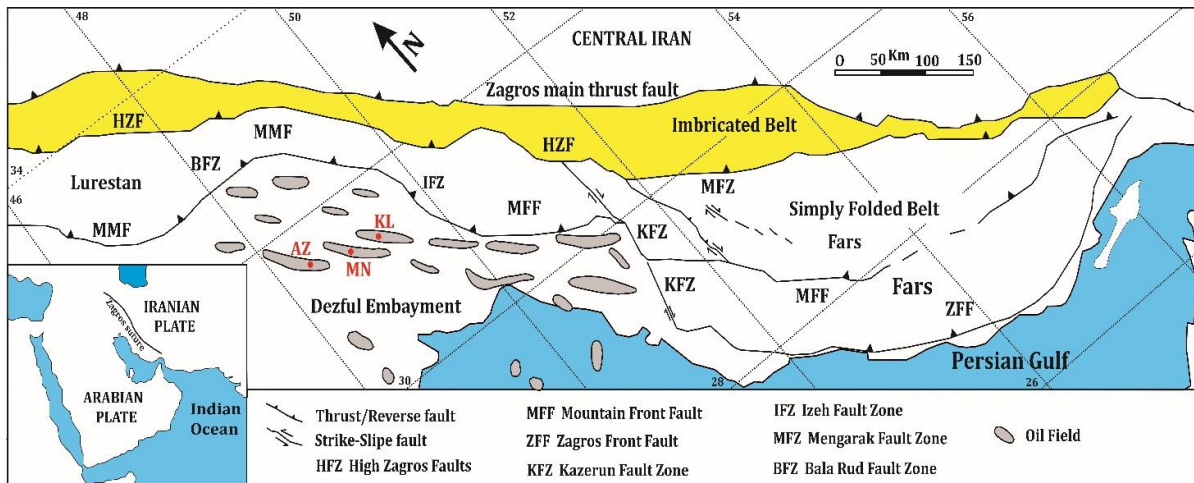 48
50
52
54
56
N
CENTRAL IRAN
0 50 Km 100 150
Zagros main thrust fault
HZF
MMF
HZF
Imbricated Belt
34
BFZ
IFZ
MFZ
Lurestan
46
MMF
MFF
Simply Folded Belt
KL
KFZ
Fars
AZ
MN
KFZ
MFF
Fars
ZFF
Dezful Embayment
Persian Gulf
30
28
26
IRANIAN
PLATE
Zagros suture
ARABIAN
PLATE
Indian
Ocean
Thrust/Reverse fault
Strike-Slipe fault
HFZ High Zagros Faults
MFF Mountain Front Fault
ZFF Zagros Front Fault
KFZ Kazerun Fault Zone
IFZ Izeh Fault Zone
MFZ Mengarak Fault Zone
BFZ Bala Rud Fault Zone
Oil Field